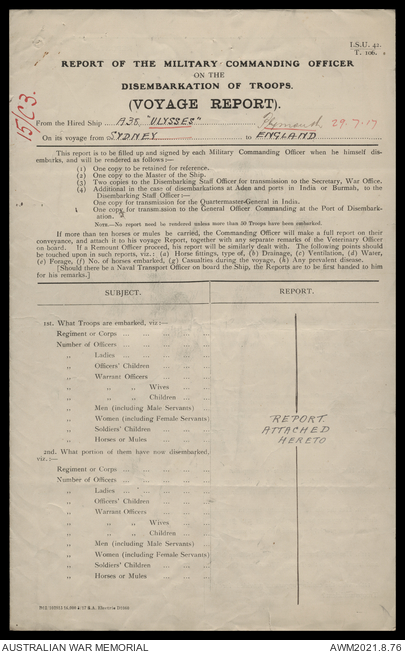 I.S.U. 42.
T. 106.
15/C3.
REPORT OF THE MILITARY COMMANDING OFFICER
ON THE
DISEMBARKATION OF TROOPS.
(VOYAGE REPORT).
From the Hired Ship A38, "ULYSSES" Plymouth 29-7-17
On its voyage from SYDNEY to ENGLAND
This report is to be filled up and signed by each Military Commanding Officer when he himself dis-
embarks, and will be rendered as follows:—
(1) One copy to be retained for reference.
(2) One copy to the Master of the Ship.
(3) Two copies to the Disembarking Staff Officer for transmission to the Secretary, War Office.
(4) Additional in the case of disembarkations at Aden and ports in India or Burmah, to the
Disembarking Staff Officer:—
One copy for transmission for the Quartermaster-General in India.
One copy for transmission to the General Officer Commanding at the Port of Disembark-
ation.
NOTE.—No report need be rendered unless more than 50 Troops have been embarked.
If more than ten horses or mules be carried, the Commanding Officer will make a full report on their
conveyance, and attach it to his Voyage Report, together with any separate remarks of the Veterinary Officer
on board. If a Remount Officer proceed, his report will be similarly dealt with. The following points should
be touched upon in such reports, viz.: (a) Horse fittings, type of, (b) Drainage, (c) Ventilation, (d) Water,
(e) Forage, (f) No. of horses embarked, (g) Casualties during the voyage, (h) Any prevalent disease.
[Should there be a Naval Transport Officer on board the Ship, the Reports are to be first handed to him
for his remarks.]
SUBJECT. REPORT.
1st. What Troops are embarked, viz:—
Regiment or Corps ... ... ... ...
Number of Officers ... ... ... ...
,, Ladies ... ... ... ...
,, Officers' Children ... ... ...
,, Warrant Officers ... ... ...
,, ,, Wives ... ...
,, ,, Children ... ...
,, Men (including Male Servants) ...
,, Women (including Female Servants)
,, Soldiers' Children ... ... ...
,, Horses or Mules ... ... ...
REPORT
ATTACHED
HERETO
2nd. What portion of them have now disembarked,
viz.:—
Regiment or Corps ... ... ... ...
Number of Officers ... ... ... ...
,, Ladies ... ... ... ...
,, Officers' Children ... ... ...
,, Warrant Officers ... ... ...
,, ,, Wives ... ...
,, ,, Children ... ...
,, Men (including Male Servants) ...
,, Women (including Female Servants)
,, Soldiers' Children ... ... ...
,, Horses or Mules ... ... ...
AUSTRALIAN WAR MEMORIAL AWM2021.8.76